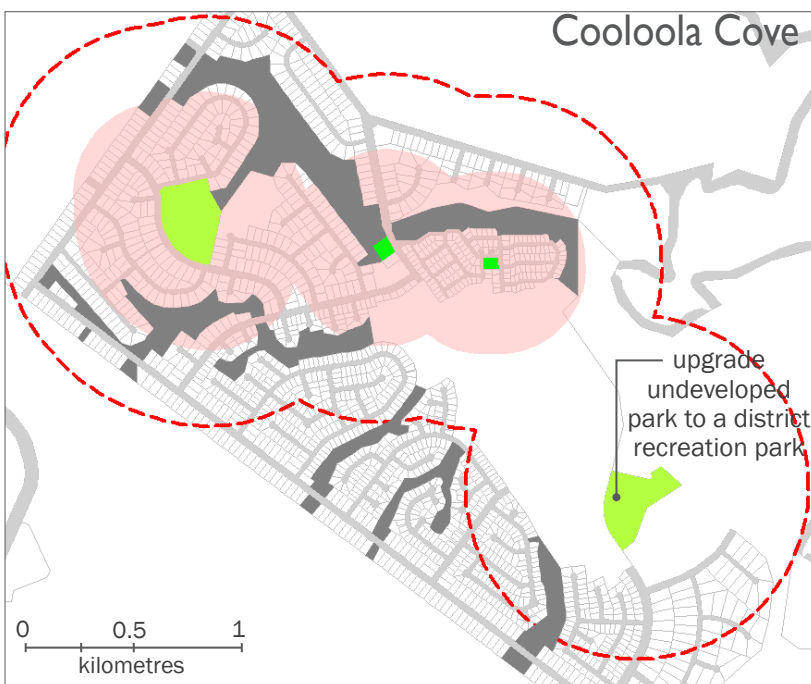 Cooloola Cove
upgrade
undeveloped
park to a district
recreation park
0 0.5 1
kilometres